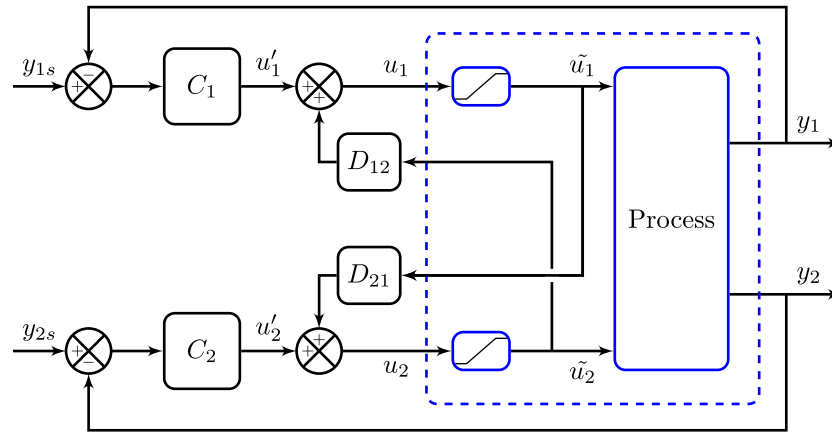 y₁ₛ
+
−
C₁
u′₁
+
+
u₁
ũ₁
y₁
D₁₂
Process
D₂₁
y₂
y₂ₛ
+
−
C₂
u′₂
+
+
u₂
ũ₂